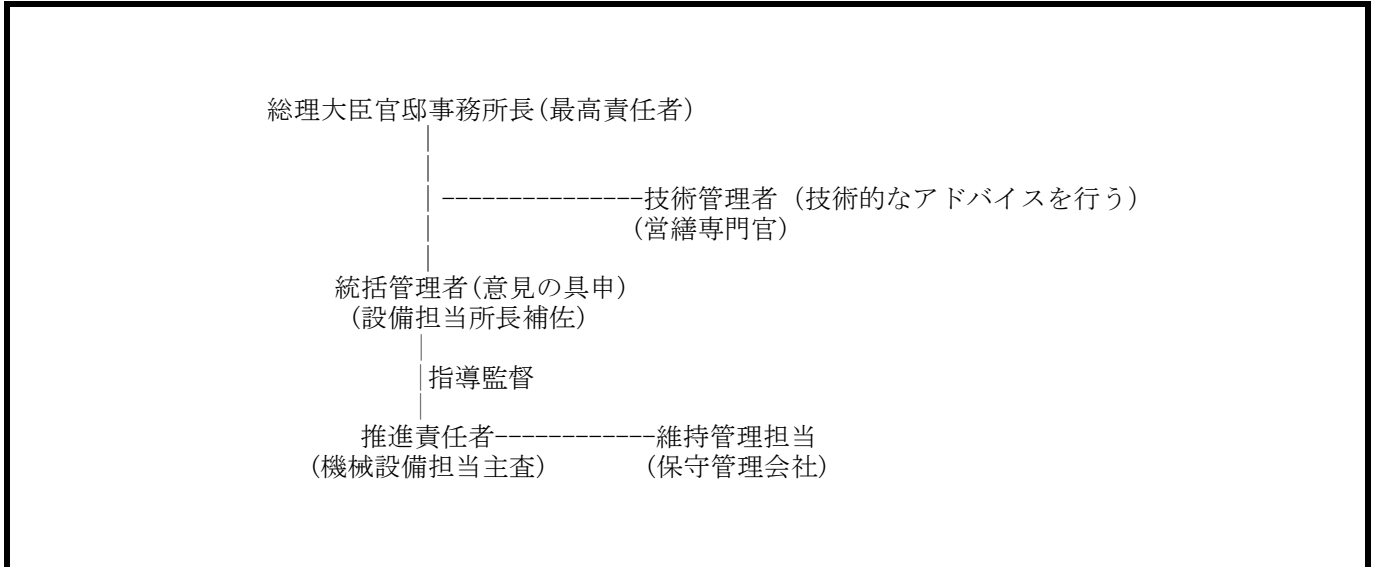 総理大臣官邸事務所長(最高責任者)
---------------技術管理者 (技術的なアドバイスを行う)
(営繕専門官)
統括管理者(意見の具申)
(設備担当所長補佐)
指導監督
推進責任者------------維持管理担当
(機械設備担当主査) (保守管理会社)